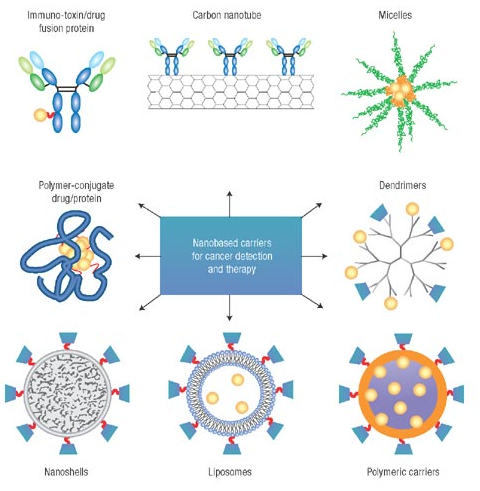 Immuno-toxin/drug
fusion protein
Carbon nanotube
Micelles
Polymer-conjugate
drug/protein
Dendrimers
Nanobased carriers
for cancer detection
and therapy
Nanoshells
Liposomes
Polymeric carriers